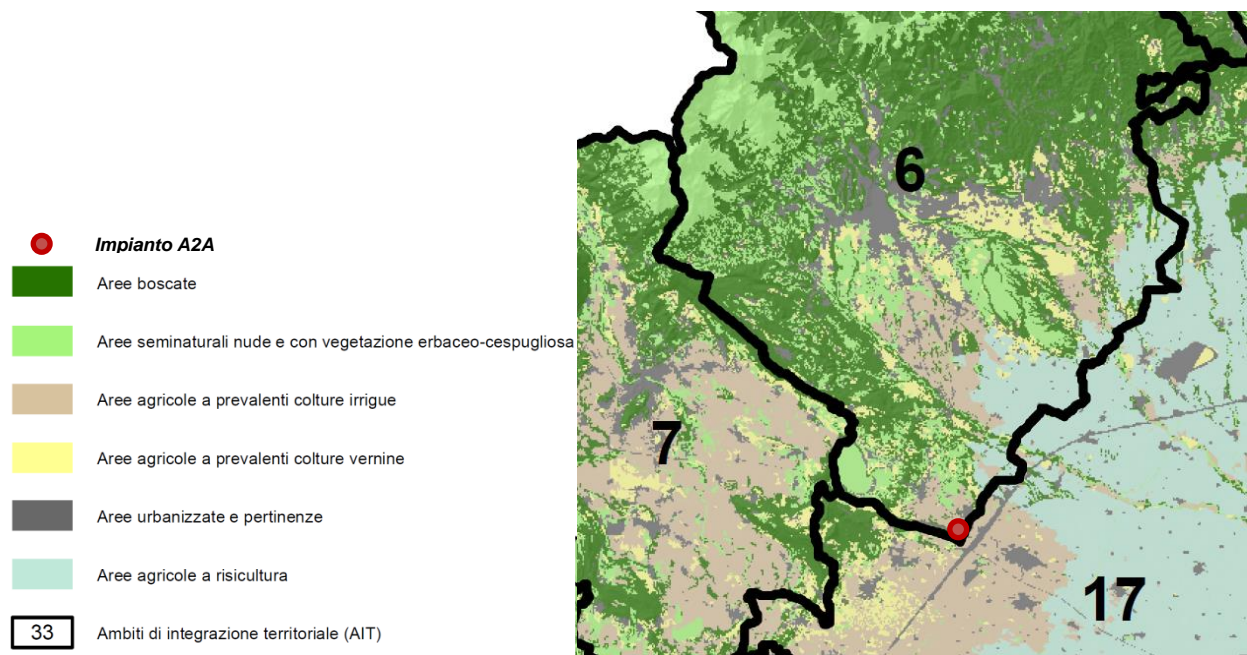 Impianto A2A
Aree boscate
Aree seminaturali nude e con vegetazione erbaceo-cespugliosa
Aree agricole a prevalenti colture irrigue
Aree agricole a prevalenti colture vernine
Aree urbanizzate e pertinenze
Aree agricole a risicultura
33 Ambiti di integrazione territoriale (AIT)
6
7
17